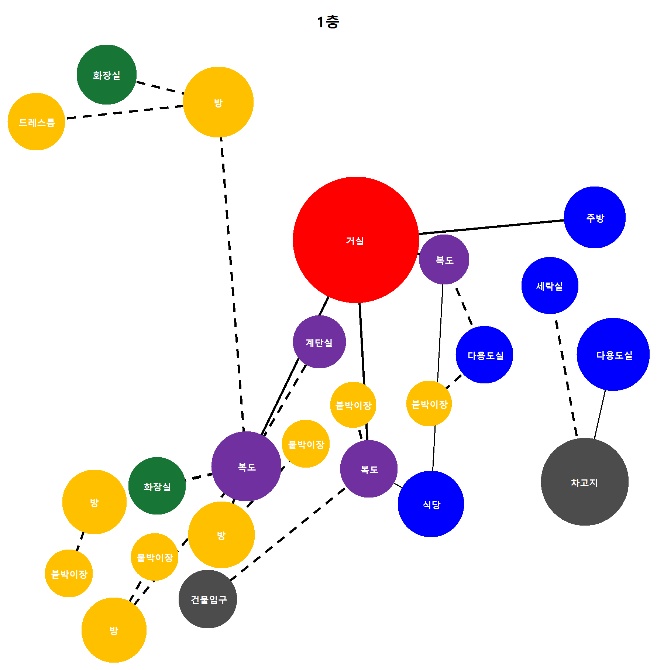 1층
화장실
방
드레스룸
거실
주방
복도
세탁실
계단실
다용도실
다용도실
붙박이장
붙박이장
붙박이장
복도
복도
차고지
화장실
방
식당
방
붙박이장
붙박이장
건물입구
방